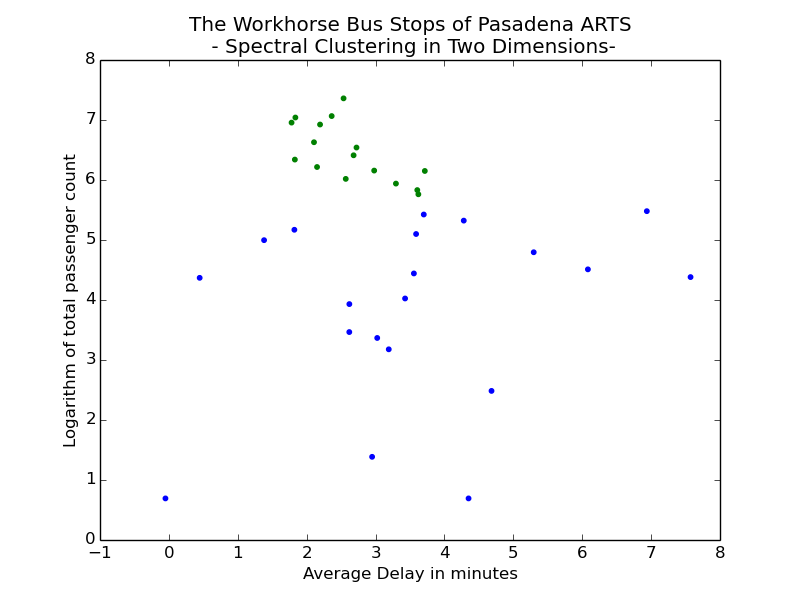 The Workhorse Bus Stops of Pasadena ARTS
- Spectral Clustering in Two Dimensions-
8
7
6
5
4
3
2
1
0
Logarithm of total passenger count
−1 0 1 2 3 4 5 6 7 8
Average Delay in minutes